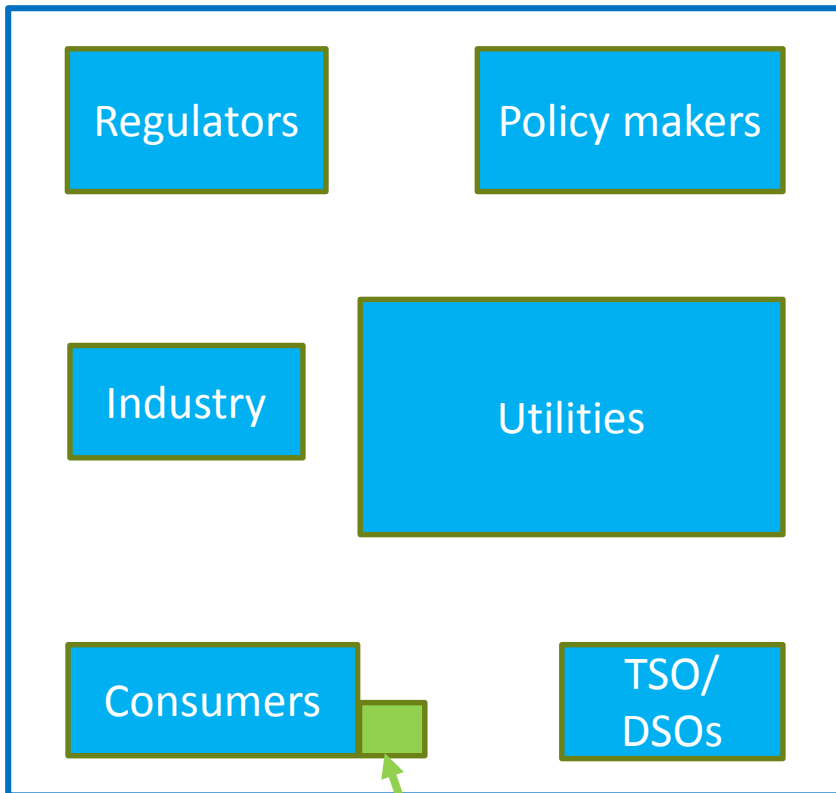 Regulators
Policy makers
Industry
Utilities
Consumers
TSO/
DSOs